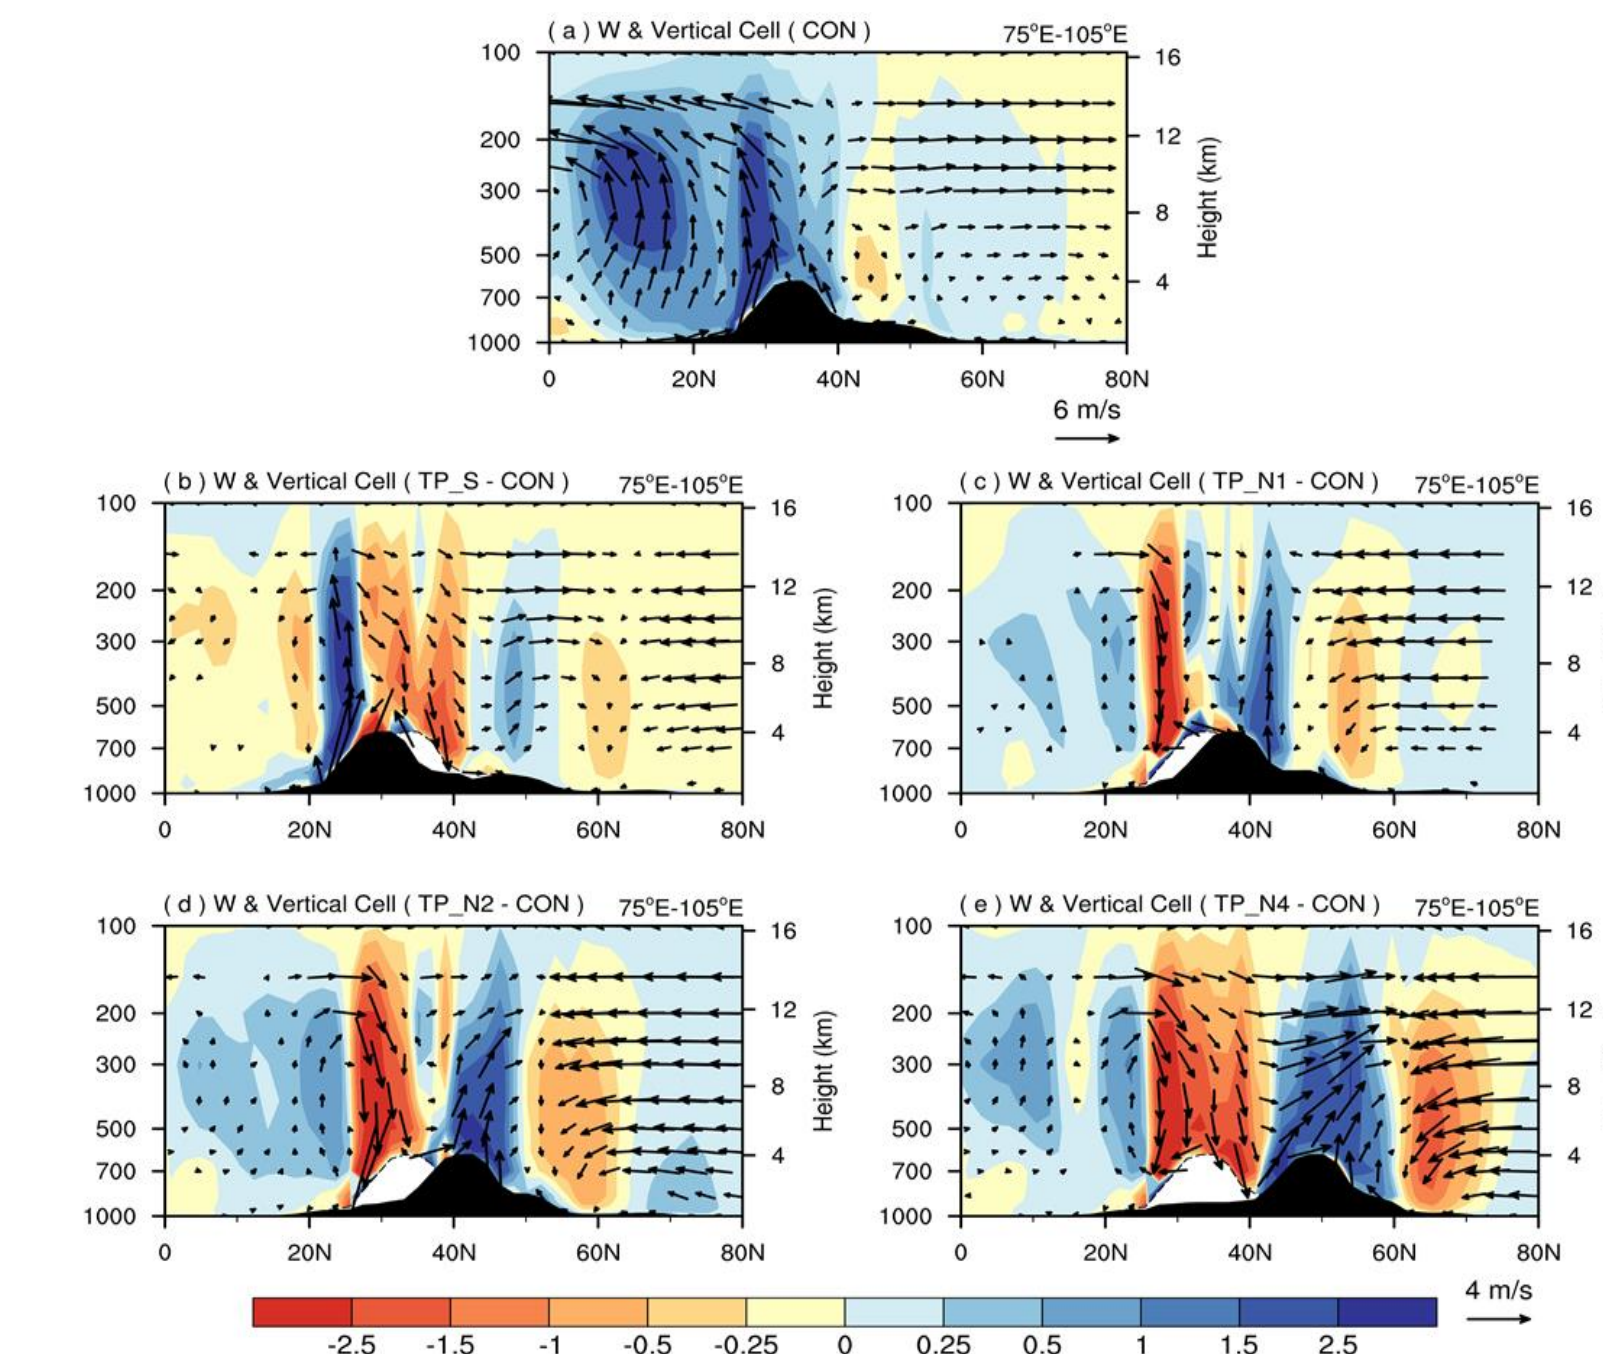 ( a ) W & Vertical Cell ( CON ) 75°E-105°E
100 16
200 12
300
8
500
4
700
1000
Height (km)
0 20N 40N 60N 80N
6 m/s
( b ) W & Vertical Cell ( TP_S - CON ) 75°E-105°E
100 16
200 12
300
8
500
4
700
1000
Height (km)
0 20N 40N 60N 80N
( c ) W & Vertical Cell ( TP_N1 - CON ) 75°E-105°E
100 16
200 12
300
8
500
4
700
1000
0 20N 40N 60N 80N
( d ) W & Vertical Cell ( TP_N2 - CON ) 75°E-105°E
100 16
200 12
300
8
500
4
700
1000
Height (km)
0 20N 40N 60N 80N
( e ) W & Vertical Cell ( TP_N4 - CON ) 75°E-105°E
100 16
200 12
300
8
500
4
700
1000
0 20N 40N 60N 80N
4 m/s
-2.5 -1.5 -1 -0.5 -0.25 0 0.25 0.5 1 1.5 2.5